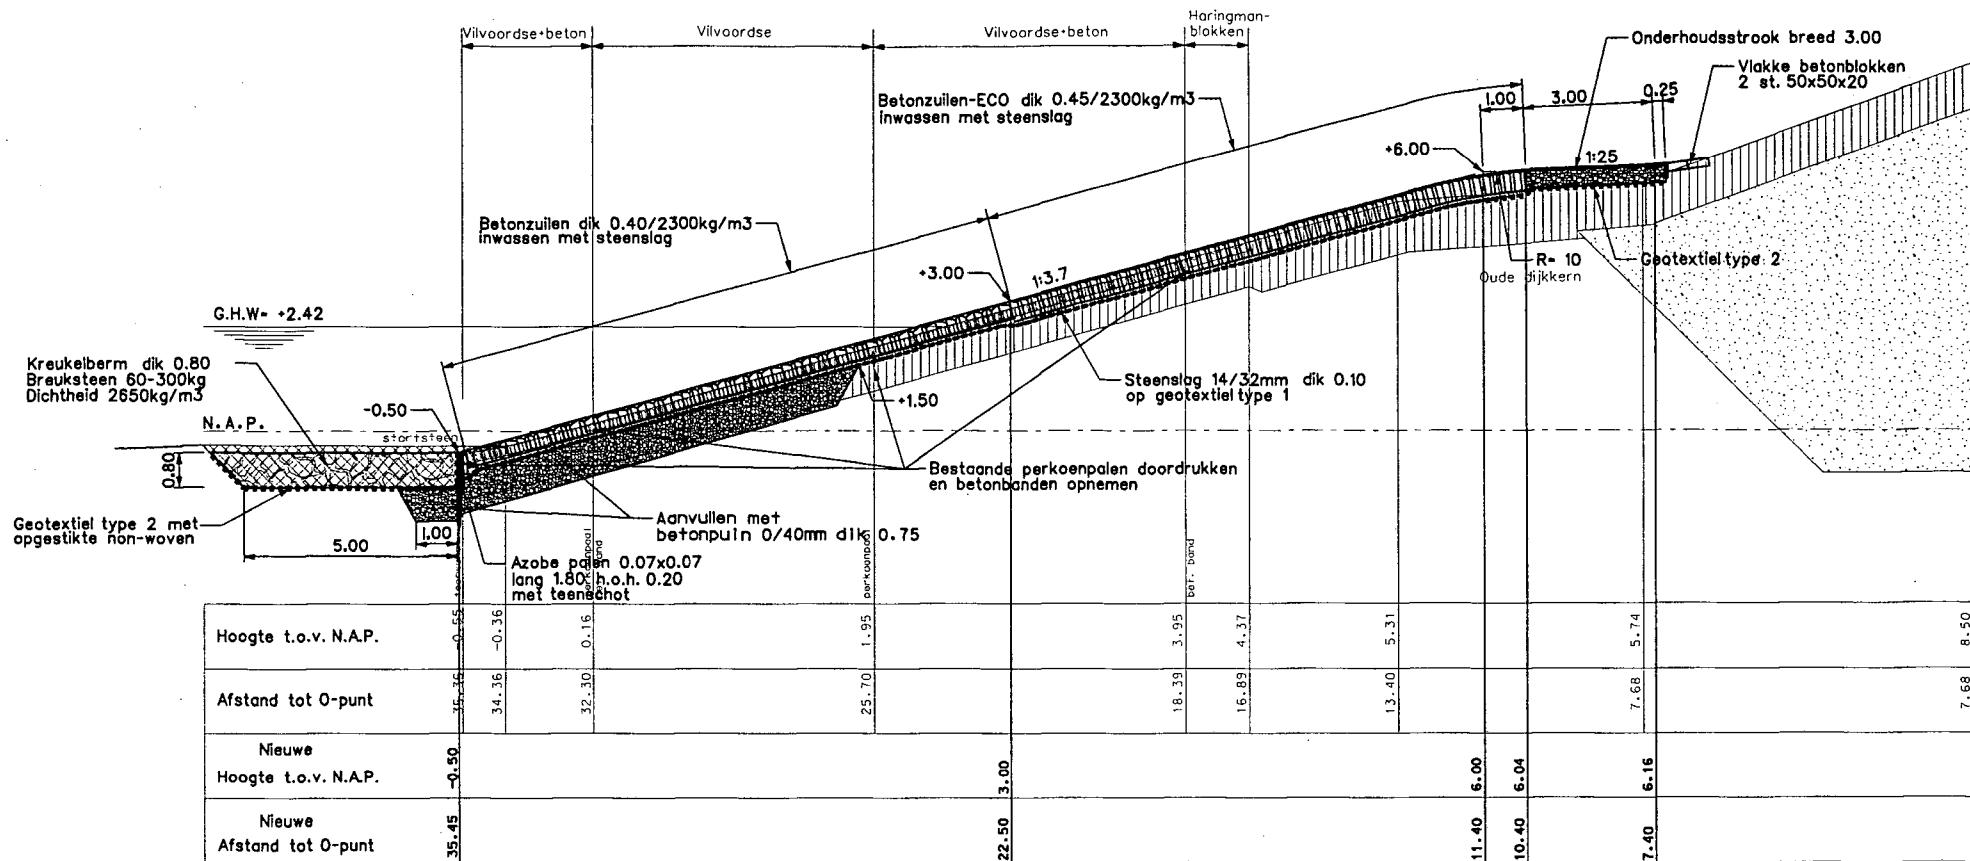 Vilvoordse+beton
Vilvoordse
Vilvoordse+beton
Haringman-
blokken
Onderhoudsstrook breed 3.00
Vlakke betonblokken
2 st. 50x50x20
Betonzuilen-ECO dik 0.45/2300kg/m3
inwassen met steenslag
1.00
3.00
0.25
+6.00
1:25
Betonzuilen dik 0.40/2300kg/m3
inwassen met steenslag
+3.00
1:3.7
R= 10
Oude dijkkern
Geotextiel type 2
G.H.W= +2.42
Kreukelberm dik 0.80
Breuksteen 60-300kg
Dichtheid 2650kg/m3
Steenslag 14/32mm dik 0.10
op geotextiel type 1
-0.50
+1.50
N.A.P.
stortsteen
0.80
Bestaande perkoenpalen doordrukken
en betonbanden opnemen
Geotextiel type 2 met
opgestikte non-woven
1.00
5.00
Aanvullen met
betonpuin 0/40mm dik 0.75
Azobe palen 0.07x0.07
lang 1.80 h.o.h. 0.20
met teenschot
perkoenpaal
band
perkoenpaal
bet. band
Hoogte t.o.v. N.A.P.
-0.55
-0.36
0.16
1.95
3.95
4.37
5.31
5.74
8.50
Afstand tot O-punt
35.36
34.36
32.30
25.70
18.39
16.89
13.40
7.68
7.68
Nieuwe
Hoogte t.o.v. N.A.P.
-0.50
3.00
6.00
6.04
6.16
Nieuwe
Afstand tot O-punt
35.45
22.50
11.40
10.40
7.40